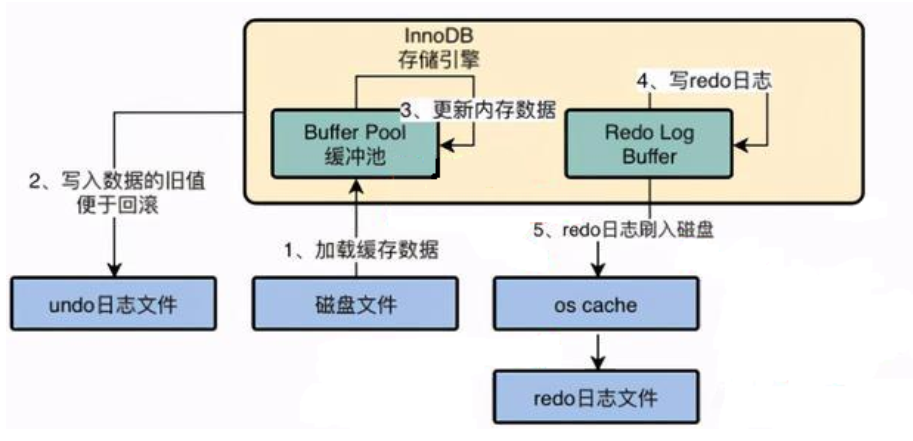 InnoDB
存储引擎
4、写redo日志
3、更新内存数据
Buffer Pool
缓冲池
Redo Log
Buffer
2、写入数据的旧值
便于回滚
1、加载缓存数据
5、redo日志刷入磁盘
undo日志文件
磁盘文件
os cache
redo日志文件